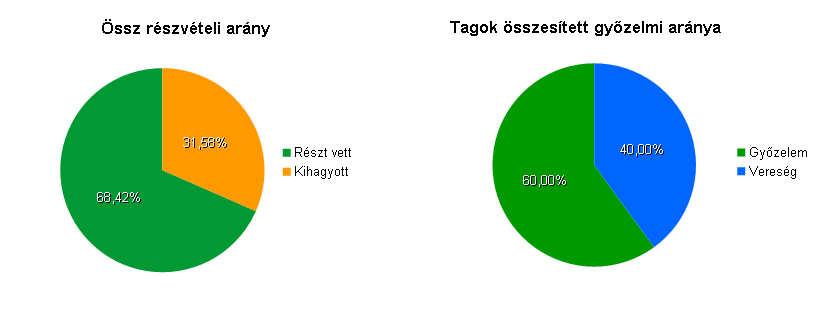 Össz részvételi arány
31,58%
68,42%
Részt vett
Kihagyott
Tagok összesített győzelmi aránya
40,00%
60,00%
Győzelem
Vereség